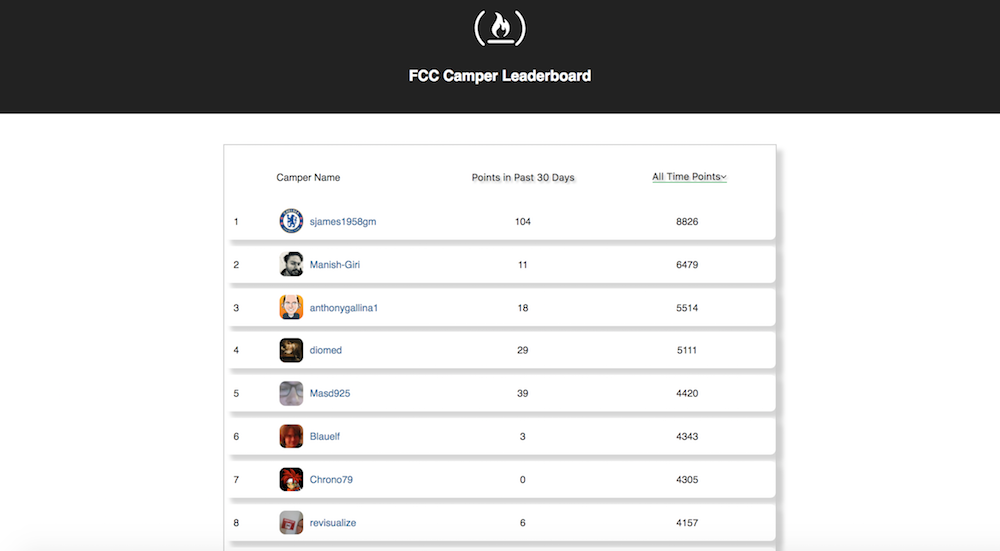 FCC Camper Leaderboard
Camper Name Points in Past 30 Days All Time Points
1 sjames1958gm 104 8826
2 Manish-Giri 11 6479
3 anthonygallina1 18 5514
4 diomed 29 5111
5 Masd925 39 4420
6 Blauelf 3 4343
7 Chrono79 0 4305
8 revisualize 6 4157